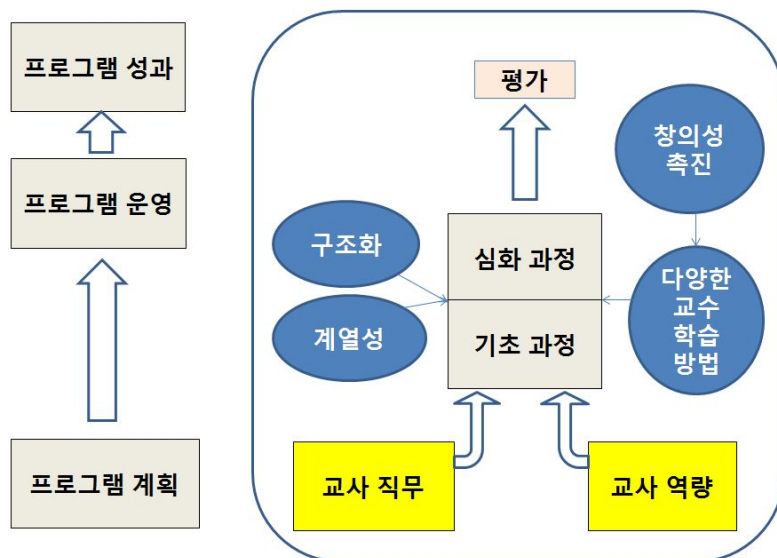 프로그램 성과
프로그램 운영
프로그램 계획
평가
창의성
촉진
구조화
심화 과정
다양한
교수
학습
방법
계열성
기초 과정
교사 직무
교사 역량